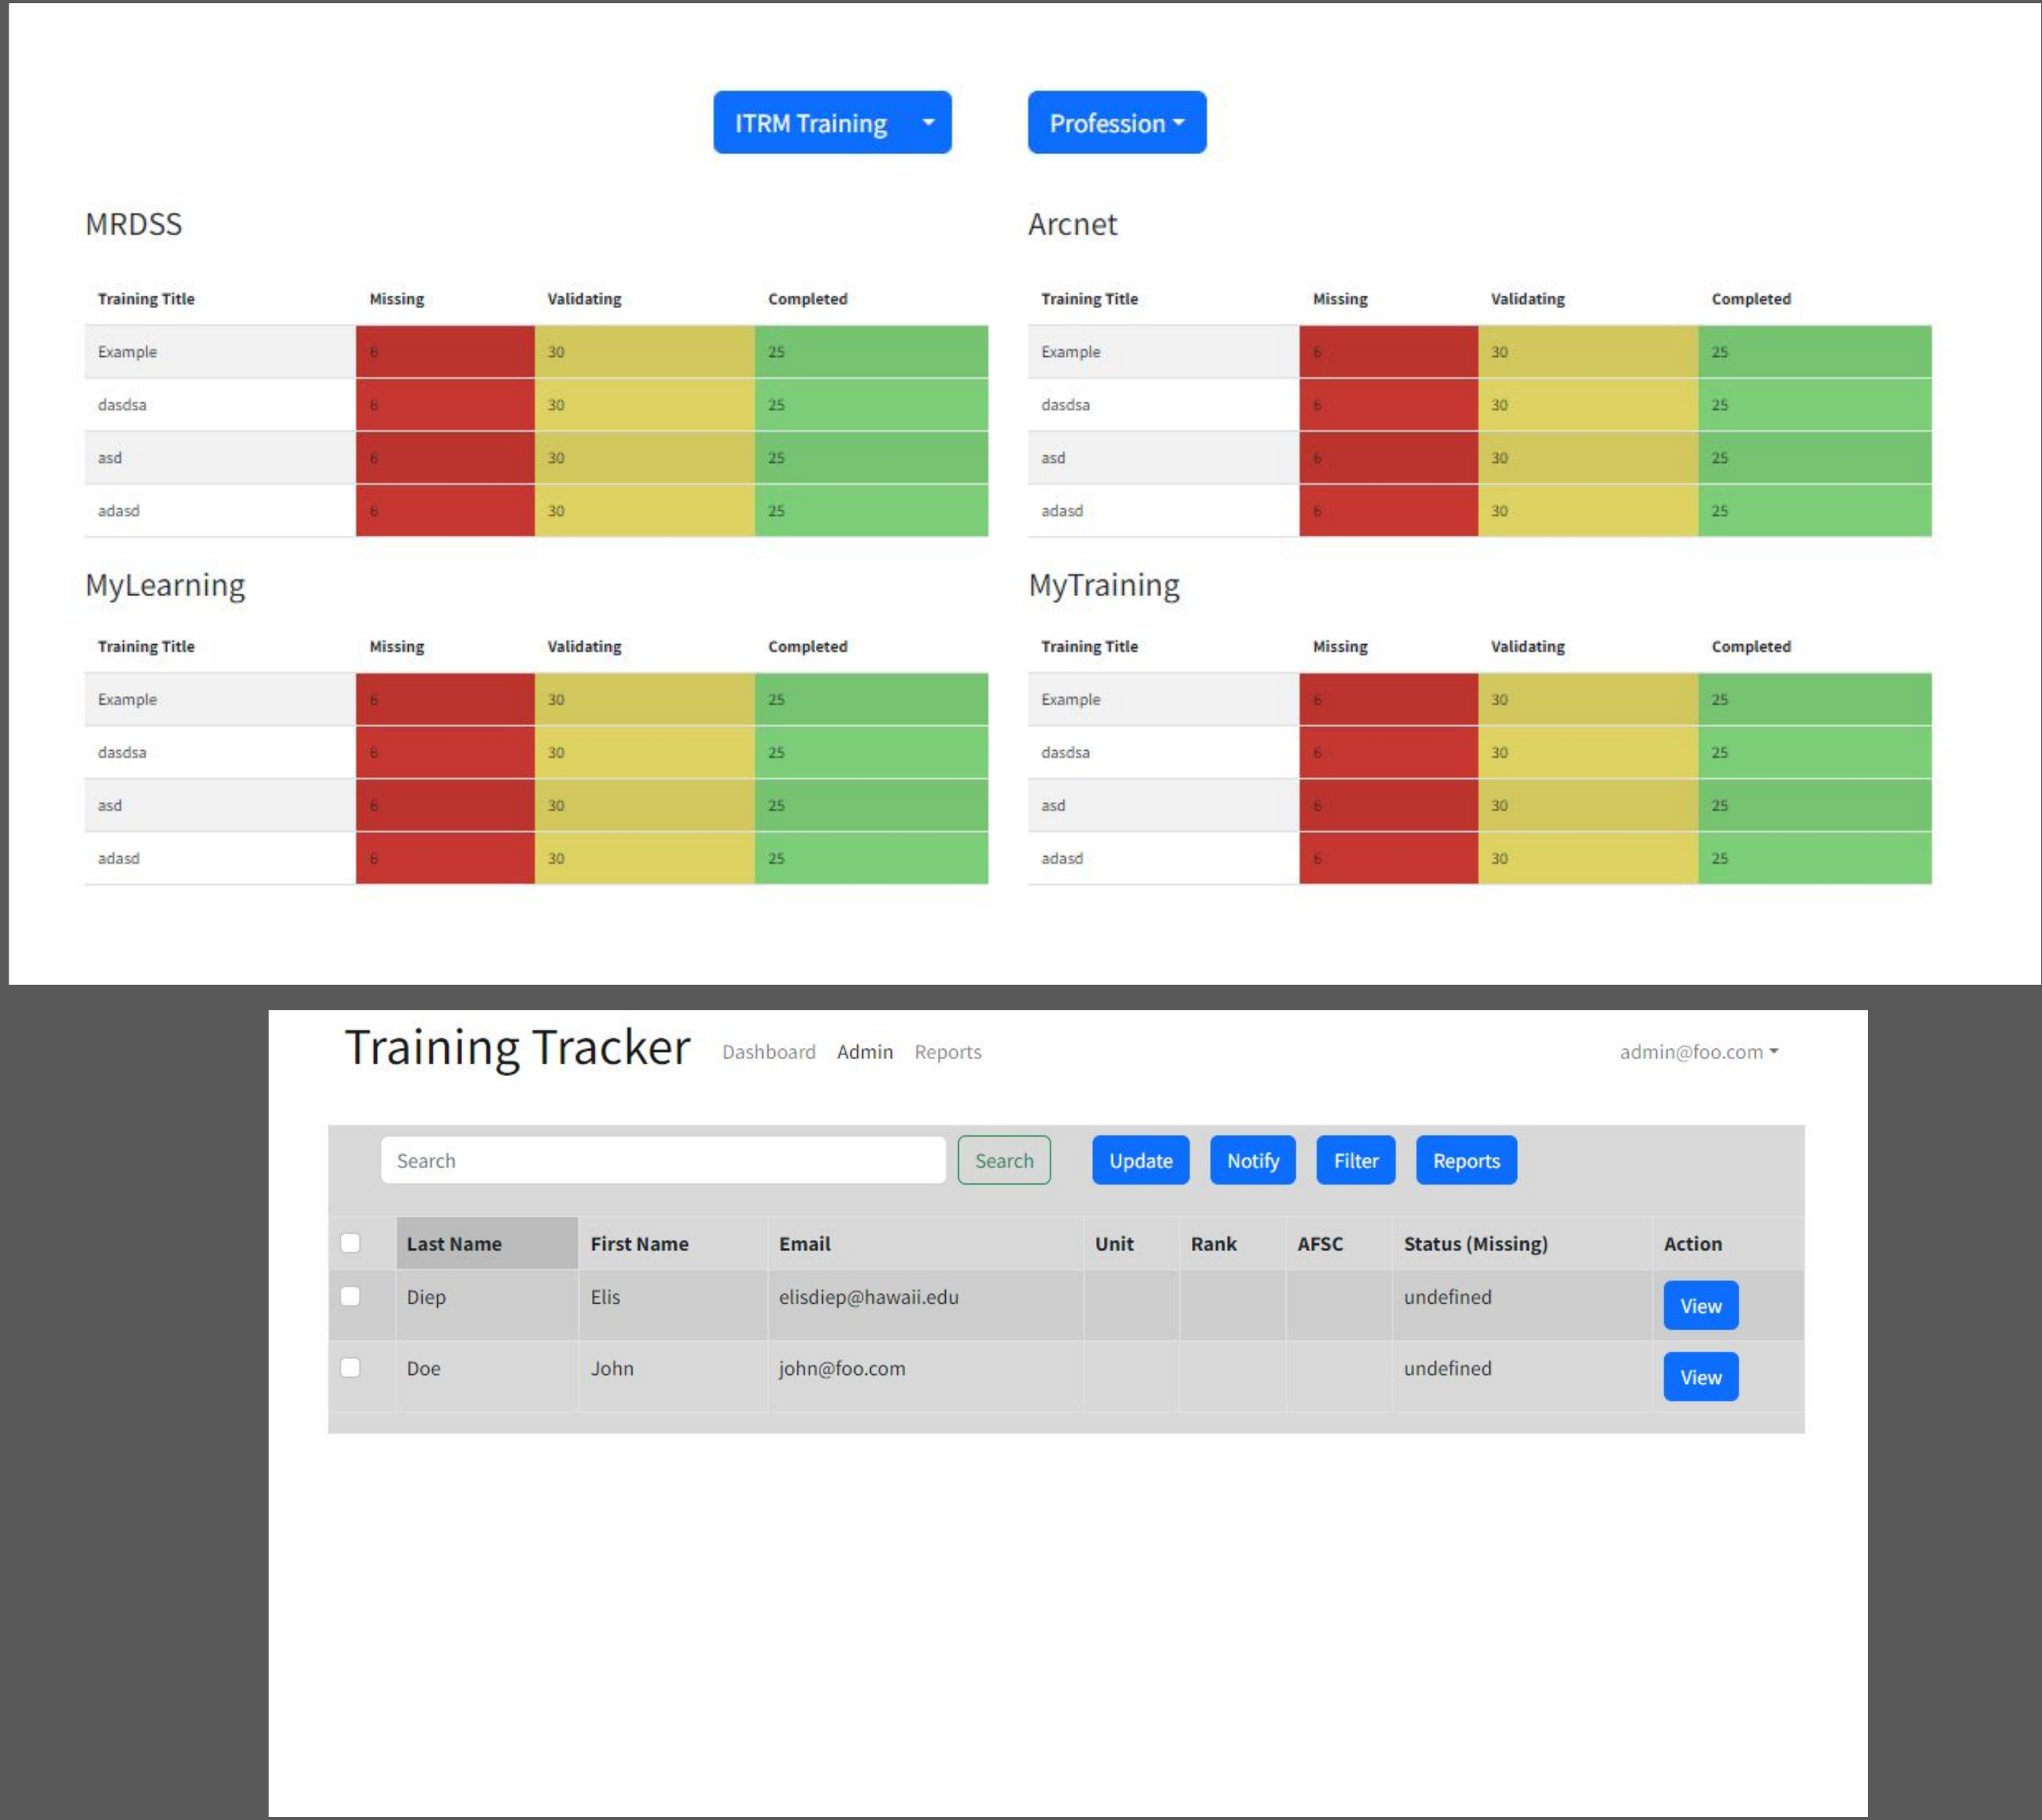 ITRM Training Profession
MRDSS Arcnet
Training Title Missing Validating Completed Training Title Missing Validating Completed
Example 6 30 25 Example 6 30 25
dasdsa 6 30 25 dasdsa 6 30 25
asd 6 30 25 asd 6 30 25
adasd 6 30 25 adasd 6 30 25
MyLearning MyTraining
Training Title Missing Validating Completed Training Title Missing Validating Completed
Example 6 30 25 Example 6 30 25
dasdsa 6 30 25 dasdsa 6 30 25
asd 6 30 25 asd 6 30 25
adasd 6 30 25 adasd 6 30 25
Training Tracker Dashboard Admin Reports admin@foo.com
Search Search Update Notify Filter Reports
Last Name First Name Email Unit Rank AFSC Status (Missing) Action
Diep Elis elisdiep@hawaii.edu undefined View
Doe John john@foo.com undefined View